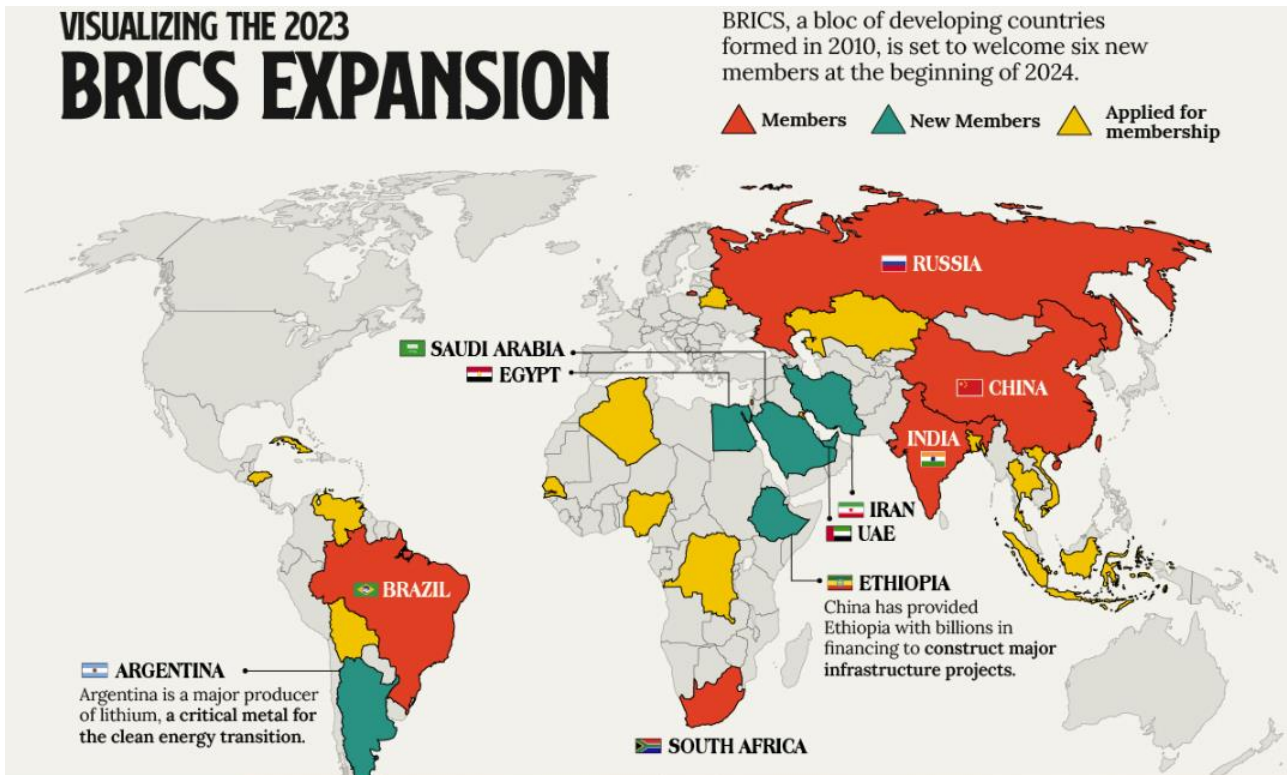 VISUALIZING THE 2023
BRICS EXPANSION
BRICS, a bloc of developing countries
formed in 2010, is set to welcome six new
members at the beginning of 2024.
Members
New Members
Applied for
membership
RUSSIA
SAUDI ARABIA
EGYPT
CHINA
INDIA
IRAN
UAE
BRAZIL
ETHIOPIA
China has provided
Ethiopia with billions in
financing to construct major
infrastructure projects.
ARGENTINA
Argentina is a major producer
of lithium, a critical metal for
the clean energy transition.
SOUTH AFRICA